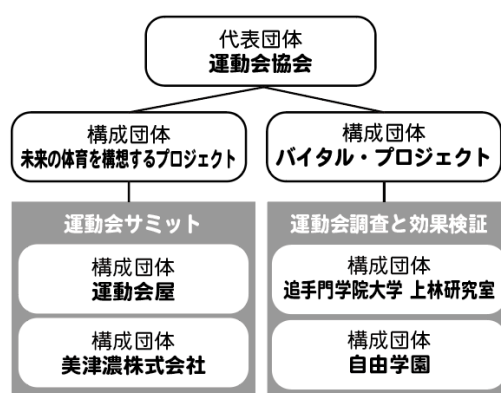 代表団体
運動会協会
構成団体
未来の体育を構想するプロジェクト
構成団体
バイタル・プロジェクト
運動会サミット
構成団体
運動会屋
構成団体
美津濃株式会社
運動会調査と効果検証
構成団体
追手門学院大学 上林研究室
構成団体
自由学園